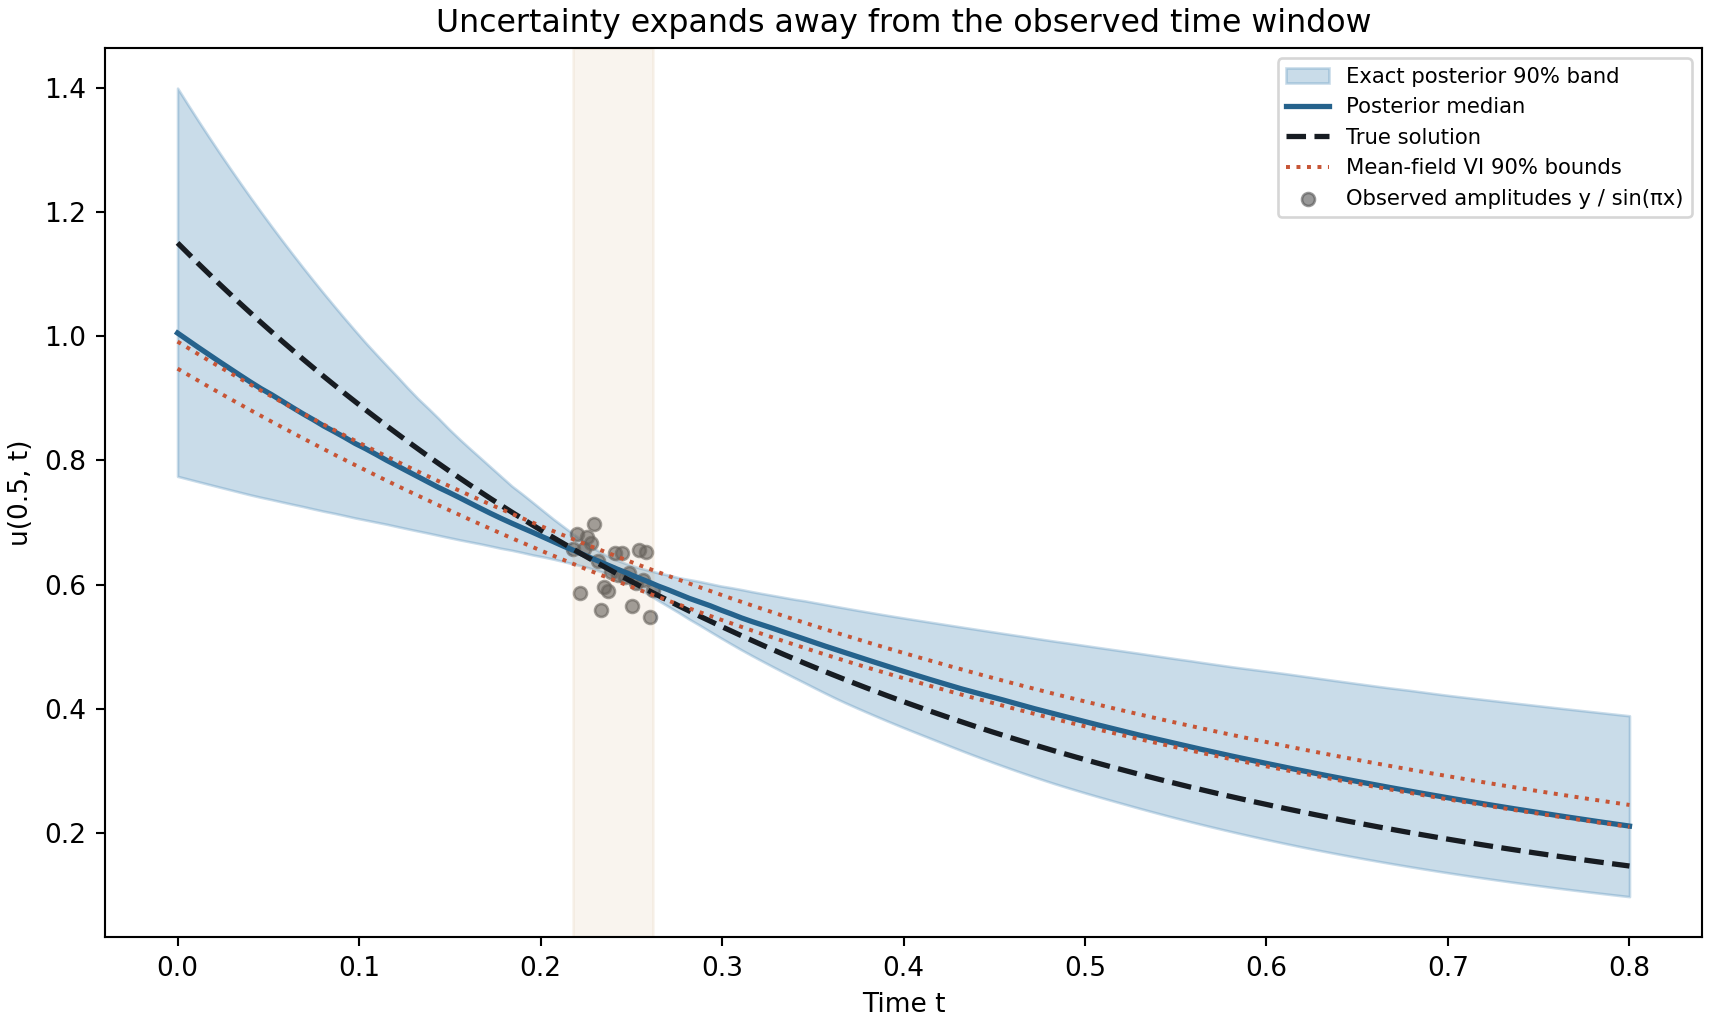 Uncertainty expands away from the observed time window
Exact posterior 90% band
Posterior median
True solution
Mean-field VI 90% bounds
Observed amplitudes y / sin(πx)
u(0.5, t)
1.4
1.2
1.0
0.8
0.6
0.4
0.2
0.0 0.1 0.2 0.3 0.4 0.5 0.6 0.7 0.8
Time t